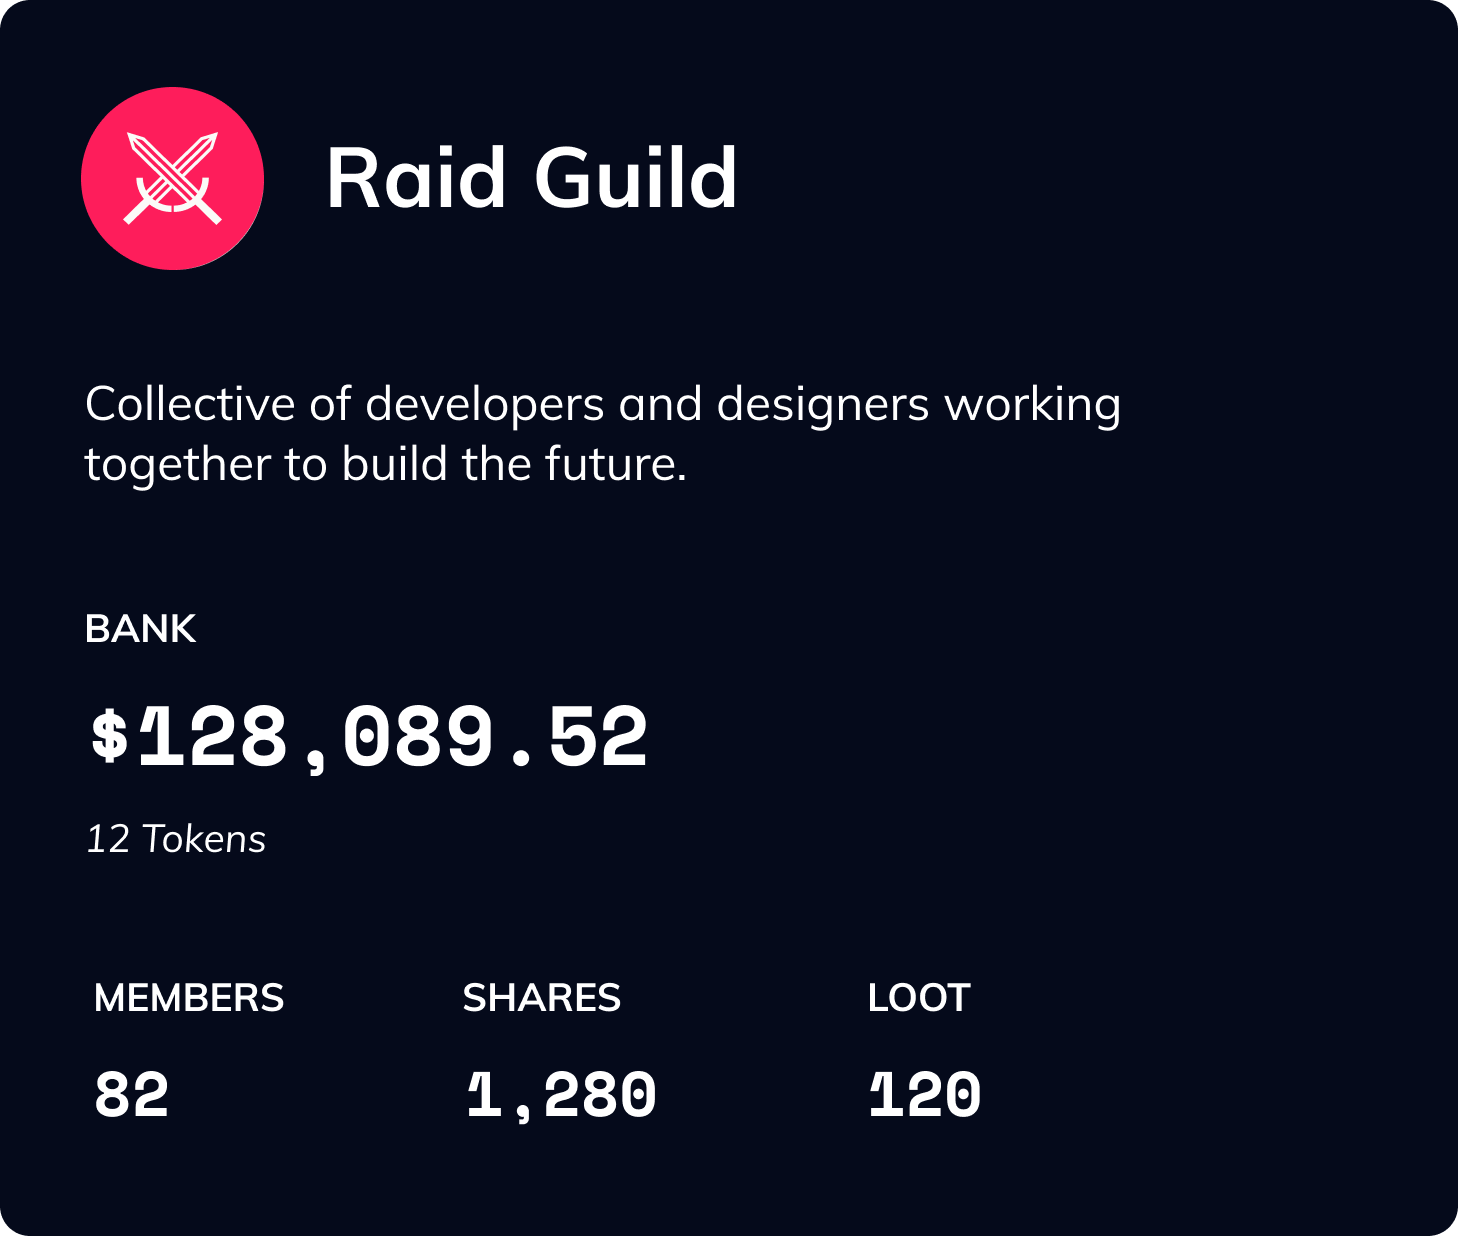 Raid Guild
Collective of developers and designers working
together to build the future.
BANK
$128,089.52
12 Tokens
MEMBERS SHARES LOOT
82 1,280 120